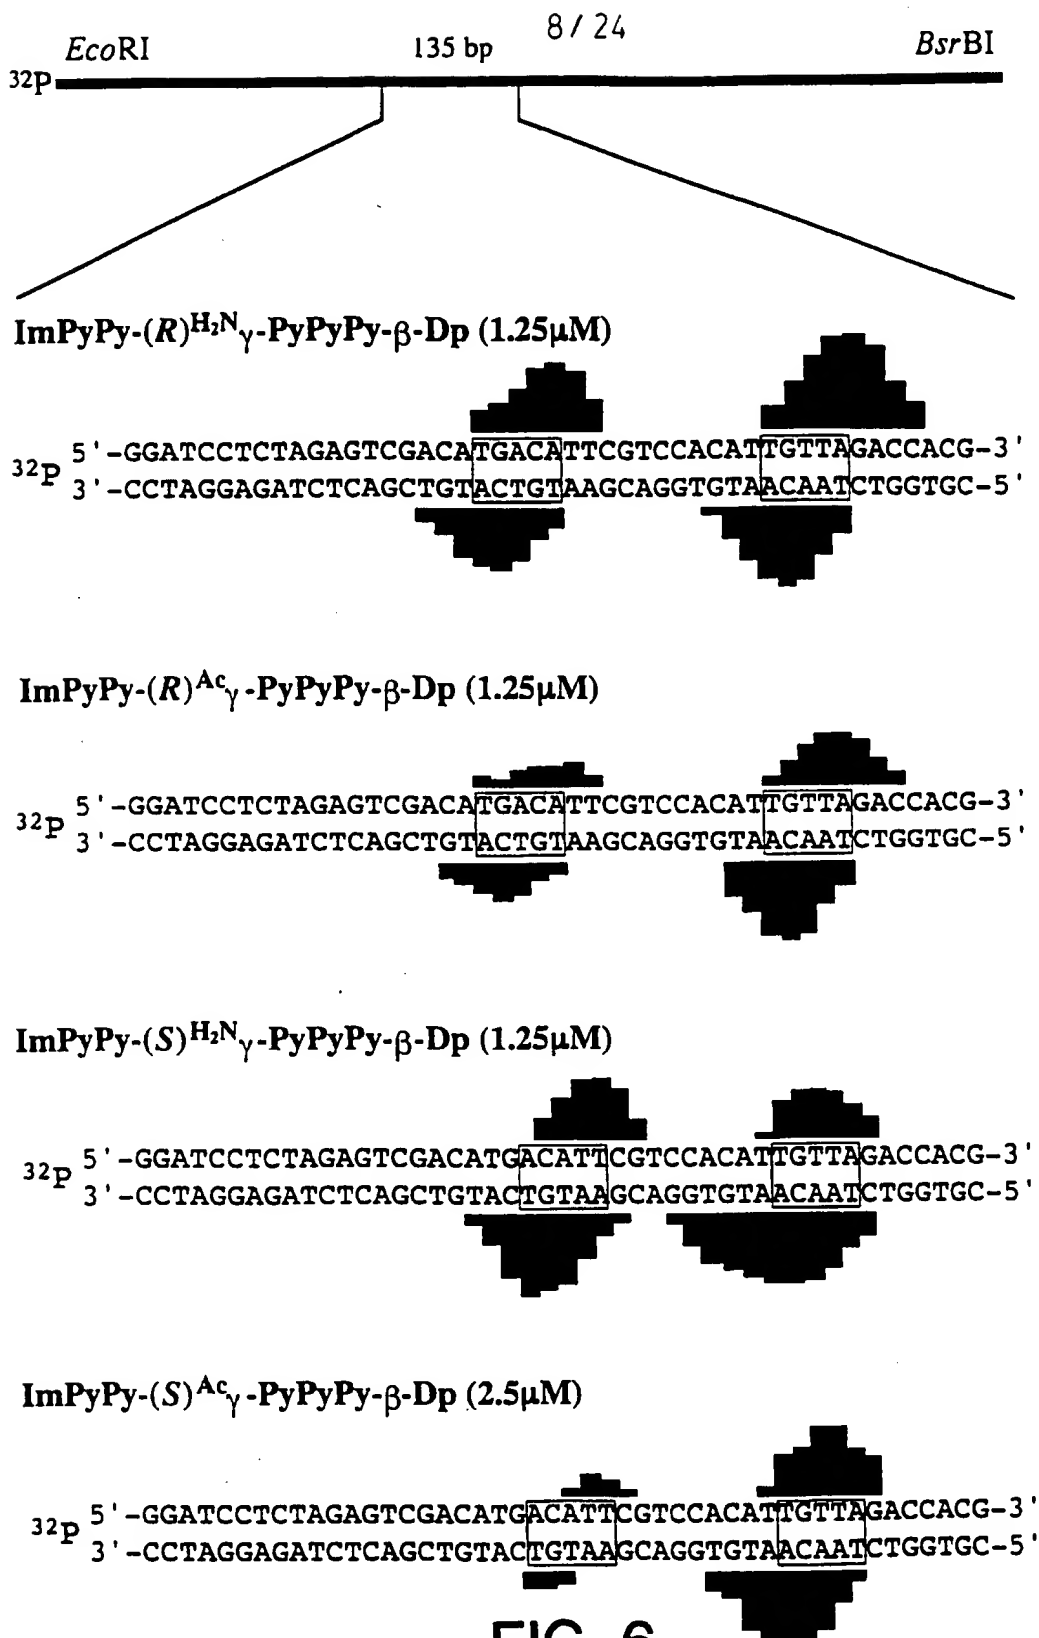 8/24
EcoRI 135 bp BsrBI
32P
ImPyPy-(R)H₂Nγ-PyPyPy-β-Dp (1.25μM)
5'-GGATCCTCTAGAGTCGACATGACATTCGTCCACATTGTTAGACCACG-3'
32P
3'-CCTAGGAGATCTCAGCTGTACTGTAAGCAGGTGTAACAATCTGGTGC-5'
ImPyPy-(R)Acγ-PyPyPy-β-Dp (1.25μM)
5'-GGATCCTCTAGAGTCGACATGACATTCGTCCACATTGTTAGACCACG-3'
32P
3'-CCTAGGAGATCTCAGCTGTACTGTAAGCAGGTGTAACAATCTGGTGC-5'
ImPyPy-(S)H₂Nγ-PyPyPy-β-Dp (1.25μM)
5'-GGATCCTCTAGAGTCGACATGACATTCGTCCACATTGTTAGACCACG-3'
32P
3'-CCTAGGAGATCTCAGCTGTACTGTAAGCAGGTGTAACAATCTGGTGC-5'
ImPyPy-(S)Acγ-PyPyPy-β-Dp (2.5μM)
5'-GGATCCTCTAGAGTCGACATGACATTCGTCCACATTGTTAGACCACG-3'
32P
3'-CCTAGGAGATCTCAGCTGTACTGTAAGCAGGTGTAACAATCTGGTGC-5'
FIG. 6